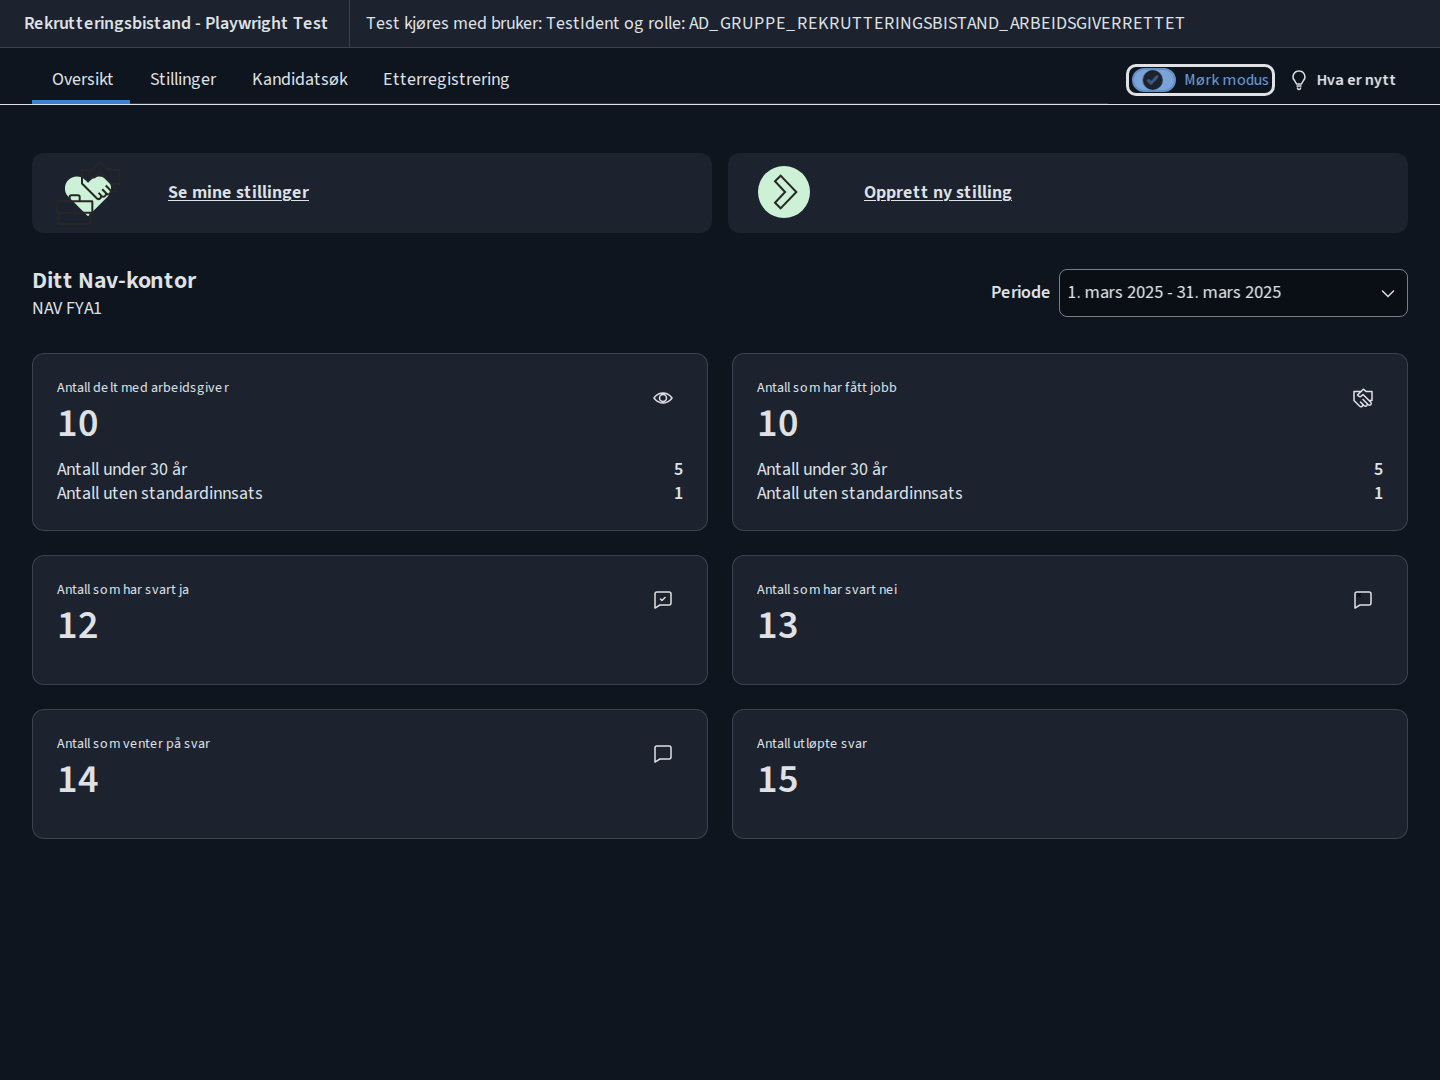 Rekrutteringsbistand - Playwright Test
Test kjøres med bruker: TestIdent og rolle: AD_GRUPPE_REKRUTTERINGSBISTAND_ARBEIDSGIVERRETTET
Oversikt
Stillinger
Kandidatsøk
Etterregistrering
Mørk modus
Hva er nytt
Se mine stillinger
Opprett ny stilling
Ditt Nav-kontor
NAV FYA1
Periode
1. mars 2025 - 31. mars 2025
Antall delt med arbeidsgiver
10
Antall under 30 år 5
Antall uten standardinnsats 1
Antall som har fått jobb
10
Antall under 30 år 5
Antall uten standardinnsats 1
Antall som har svart ja
12
Antall som har svart nei
13
Antall som venter på svar
14
Antall utløpte svar
15